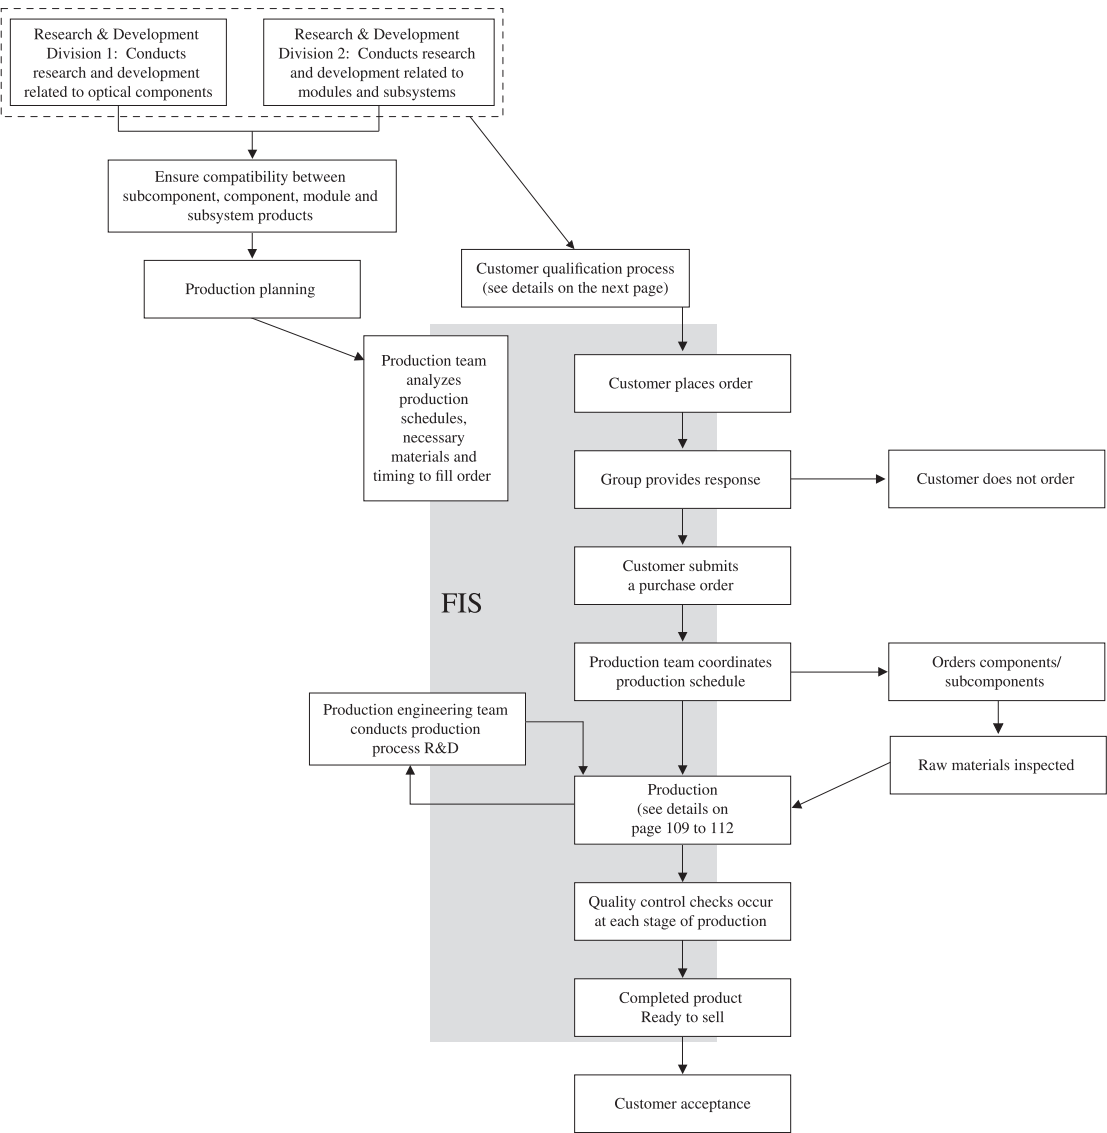 Research & Development
Division 1:  Conducts
research and development
related to optical components
Research & Development
Division 2:  Conducts research
and development related to
modules and subsystems
Ensure compatibility between
subcomponent, component, module and
subsystem products
Production planning
Customer qualification process
(see details on the next page)
Production team
analyzes
production
schedules,
necessary
materials and
timing to fill order
Customer places order
Group provides response
Customer does not order
Customer submits
a purchase order
FIS
Production team coordinates
production schedule
Orders components/
subcomponents
Production engineering team
conducts production
process R&D
Raw materials inspected
Production
(see details on
page 109 to 112
Quality control checks occur
at each stage of production
Completed product
Ready to sell
Customer acceptance